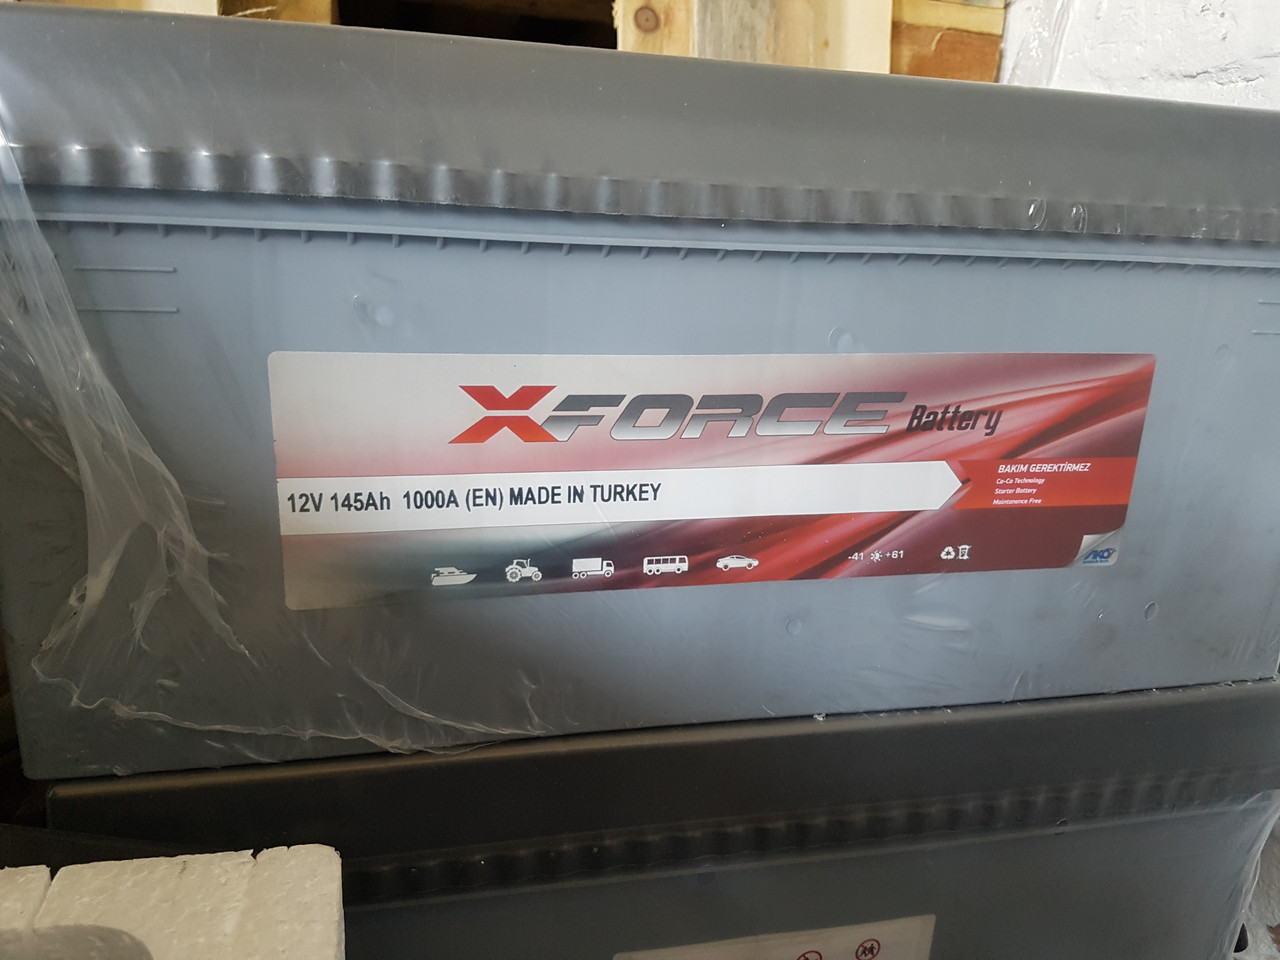 XFORCE Battery
12V 145Ah 1000A (EN) MADE IN TURKEY
BAKIM GEREKTİRMEZ
Ca-Ca Technology
Starter Battery
Maintenance Free
-41 +61
AKO